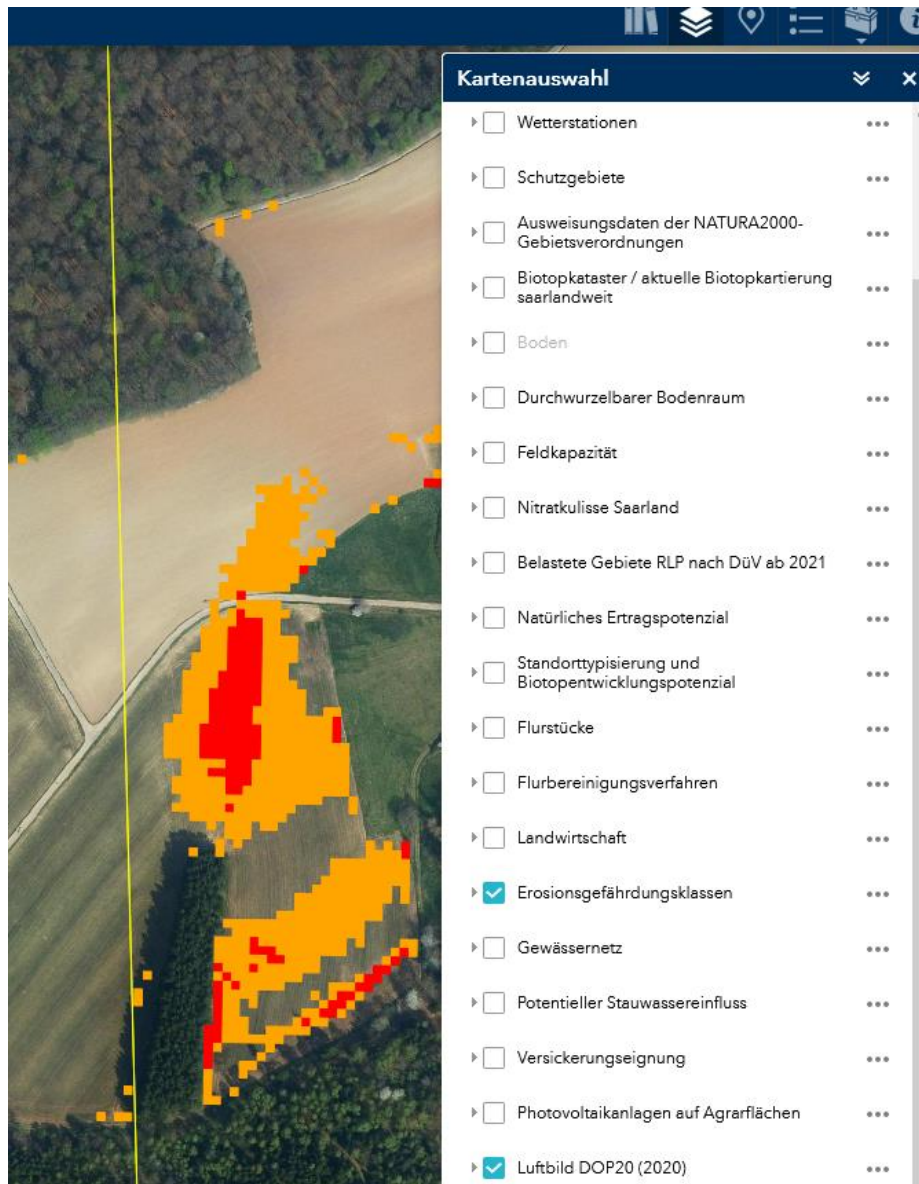 Kartenauswahl
Wetterstationen
Schutzgebiete
Ausweisungsdaten der NATURA2000-
Gebietsverordnungen
Biotopkataster / aktuelle Biotopkartierung
saarlandweit
Boden
Durchwurzelbarer Bodenraum
Feldkapazität
Nitratkulisse Saarland
Belastete Gebiete RLP nach DüV ab 2021
Natürliches Ertragspotenzial
Standorttypisierung und
Biotopentwicklungspotenzial
Flurstücke
Flurbereinigungsverfahren
Landwirtschaft
Erosionsgefährdungsklassen
Gewässernetz
Potentieller Stauwassereinfluss
Versickerungseignung
Photovoltaikanlagen auf Agrarflächen
Luftbild DOP20 (2020)